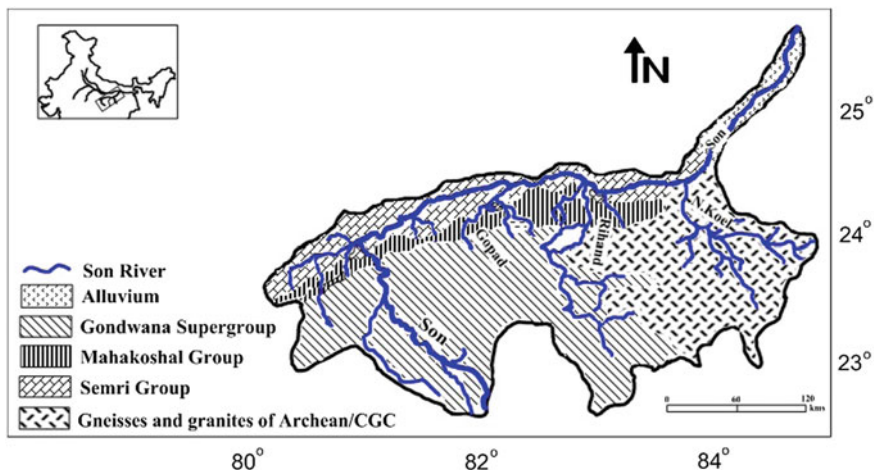 N
25°
Son
N.Koel
24°
Rihand
Gopad
Son River
Alluvium
Gondwana Supergroup
Son
23°
Mahakoshal Group
Semri Group
0 60 120
kms
Gneisses and granites of Archean/CGC
80° 82° 84°